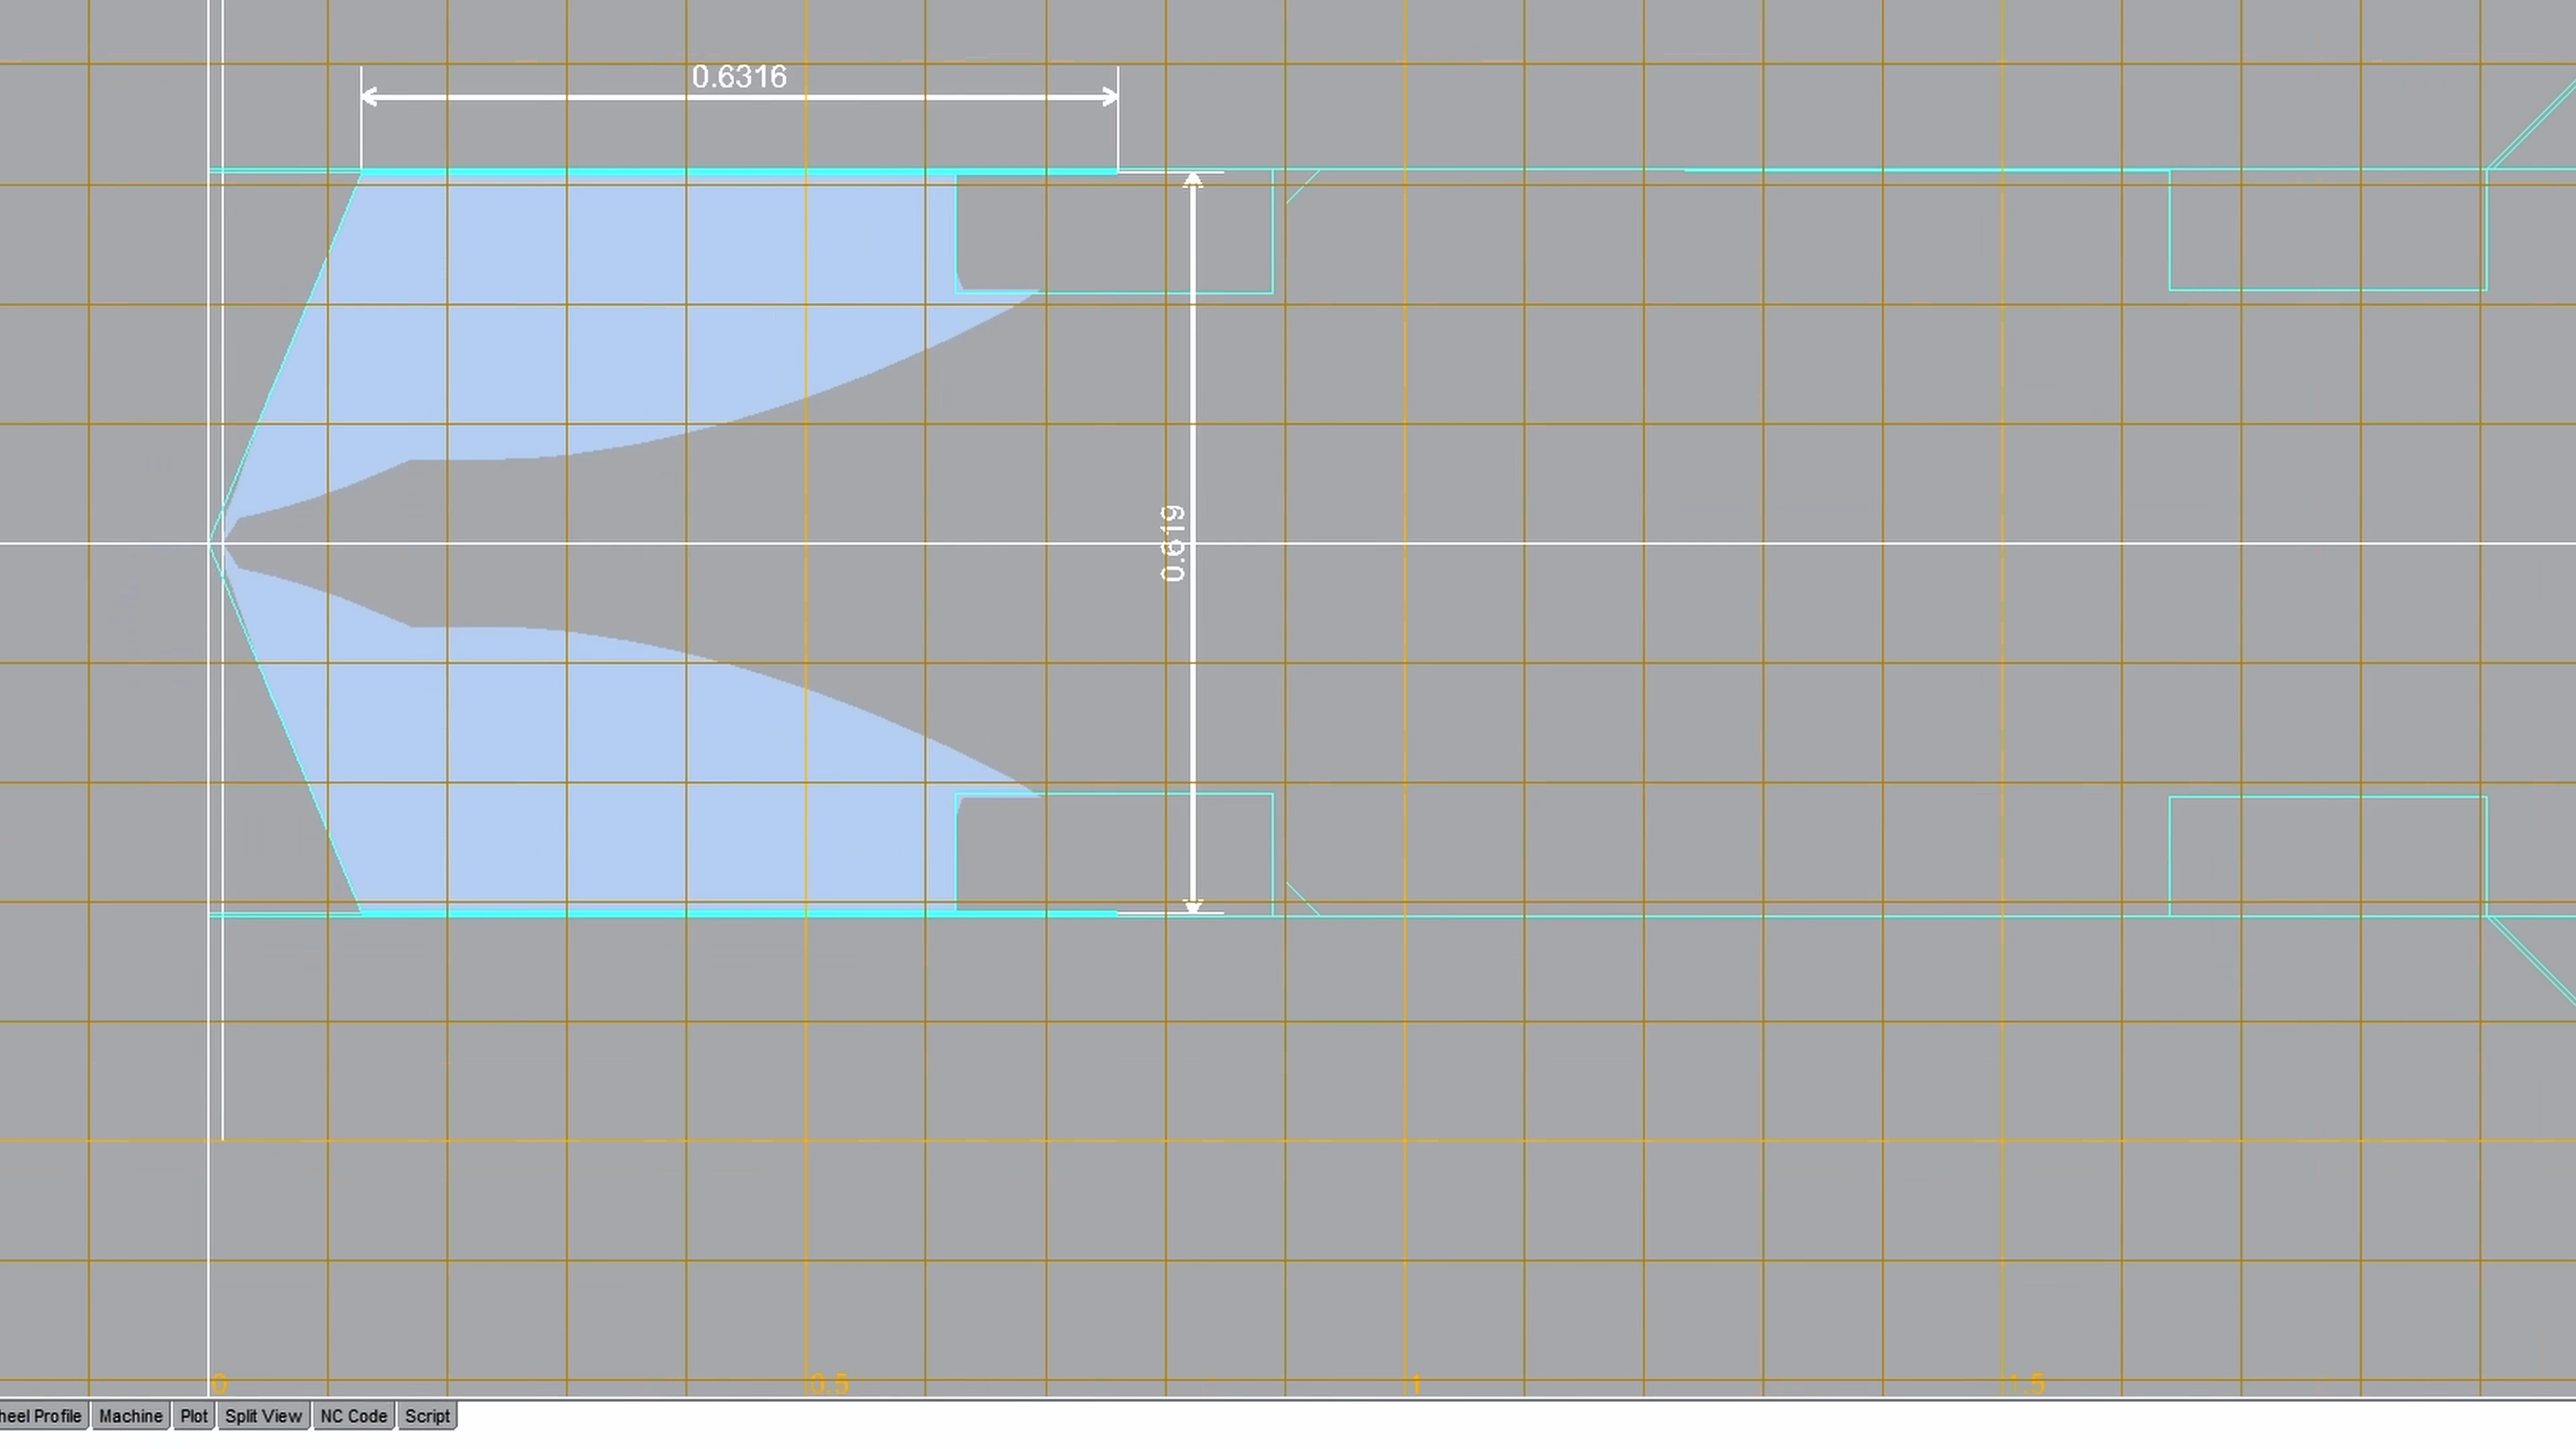 0.6316
0.619
0
0.5
1
1.5
heel Profile
Machine
Plot
Split View
NC Code
Script